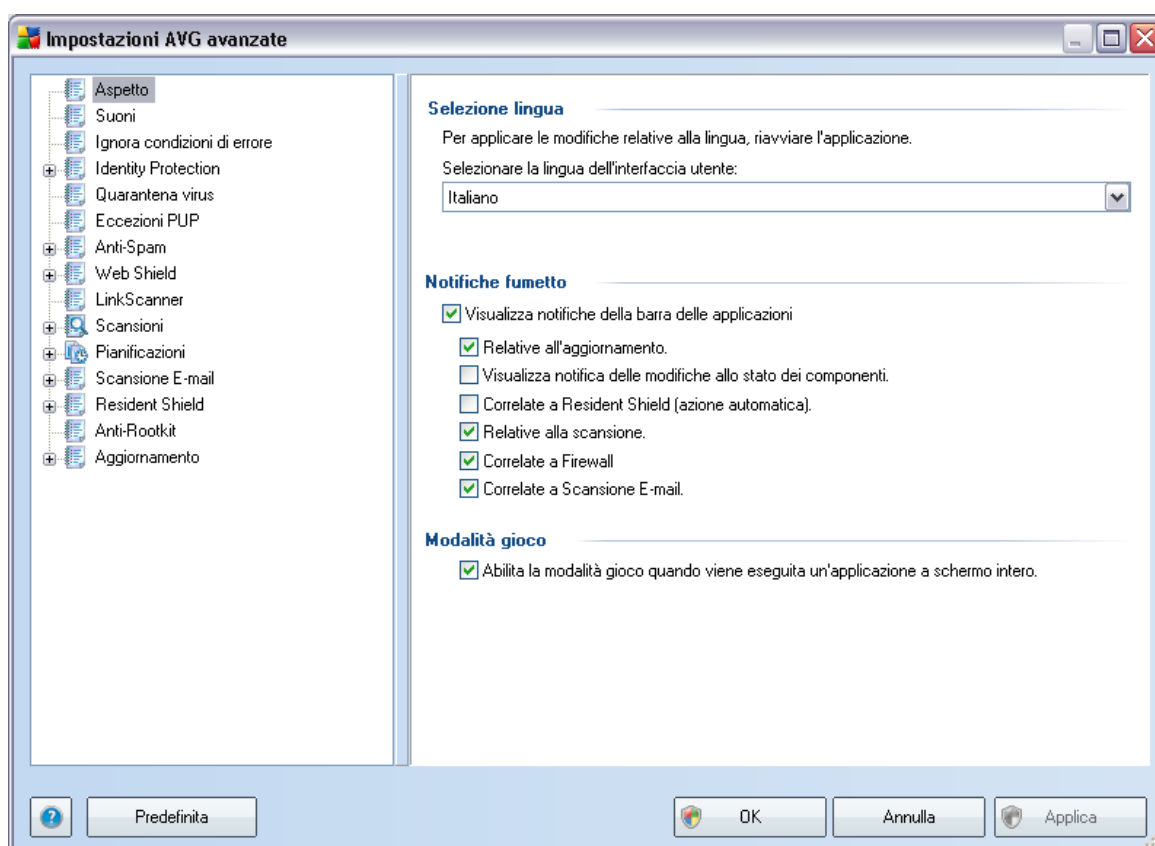 Impostazioni AVG avanzate
Aspetto
Suoni
Ignora condizioni di errore
Identity Protection
Quarantena virus
Eccezioni PUP
Anti-Spam
Web Shield
LinkScanner
Scansioni
Pianificazioni
Scansione E-mail
Resident Shield
Anti-Rootkit
Aggiornamento
Selezione lingua
Per applicare le modifiche relative alla lingua, riavviare l'applicazione.
Selezionare la lingua dell'interfaccia utente:
Italiano
Notifiche fumetto
Visualizza notifiche della barra delle applicazioni
Relative all'aggiornamento.
Visualizza notifica delle modifiche allo stato dei componenti.
Correlate a Resident Shield (azione automatica).
Relative alla scansione.
Correlate a Firewall
Correlate a Scansione E-mail.
Modalità gioco
Abilita la modalità gioco quando viene eseguita un'applicazione a schermo intero.
Predefinita
OK
Annulla
Applica